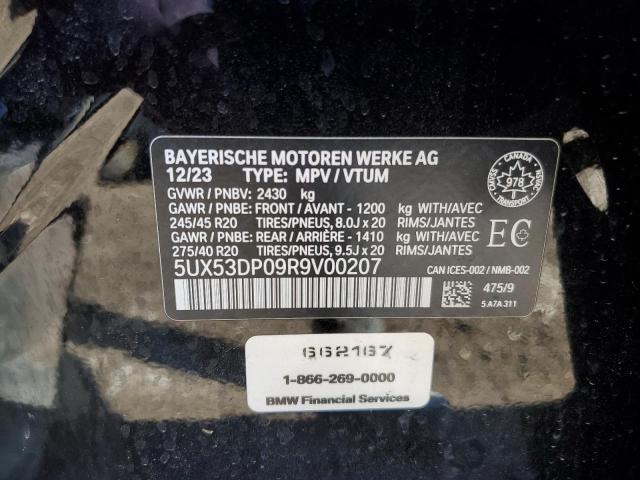 BAYERISCHE MOTOREN WERKE AG
12/23 TYPE: MPV / VTUM
GVWR / PNBV: 2430 kg
GAWR / PNBE: FRONT / AVANT - 1200 kg WITH/AVEC
245/45 R20 TIRES/PNEUS, 8.0J x 20 RIMS/JANTES
GAWR / PNBE: REAR / ARRIÈRE - 1410 kg WITH/AVEC
275/40 R20 TIRES/PNEUS, 9.5J x 20 RIMS/JANTES
5UX53DP09R9V00207
CANADA
978
TRANSPORT
EC
CAN ICES-002 / NMB-002
475/9
5 A7A 311
662167
1-866-269-0000
BMW Financial Services